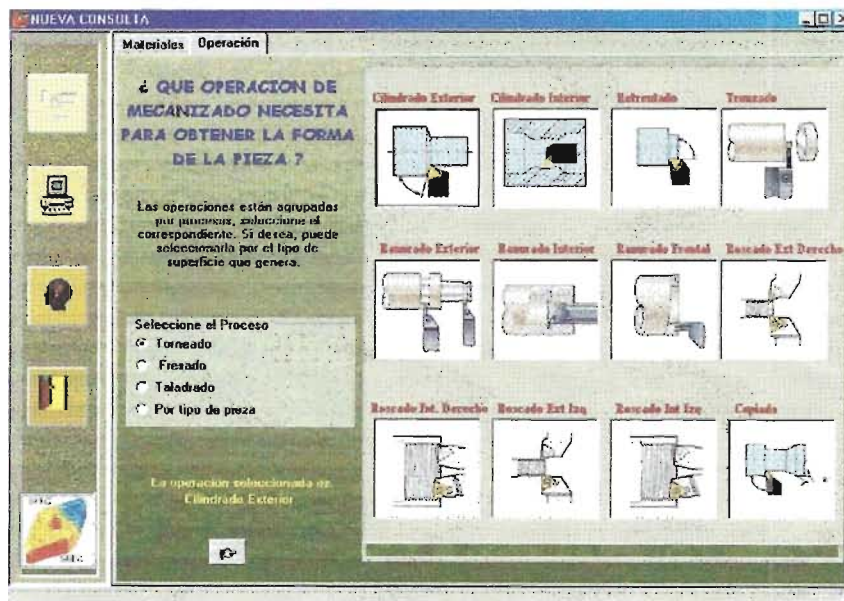 NUEVA CONSULTA
Materiales Operación
¿ QUE OPERACION DE
MECANIZADO NECESITA
PARA OBTENER LA FORMA
DE LA PIEZA ?
Las operaciones están agrupadas
por procesos, seleccione el
correspondiente. Si desea, puede
seleccionarla por el tipo de
superficie que genera.
Seleccione el Proceso
Torneado
Fresado
Taladrado
Por tipo de pieza
La operación seleccionada es
Cilindrado Exterior
Cilindrado Exterior Cilindrado Interior Refrentado Tronzado
Ranurado Exterior Ranurado Interior Ranurado Frontal Roscado Ext Derecho
Roscado Int. Derecho Roscado Ext Izq Roscado Int Izq Copiado